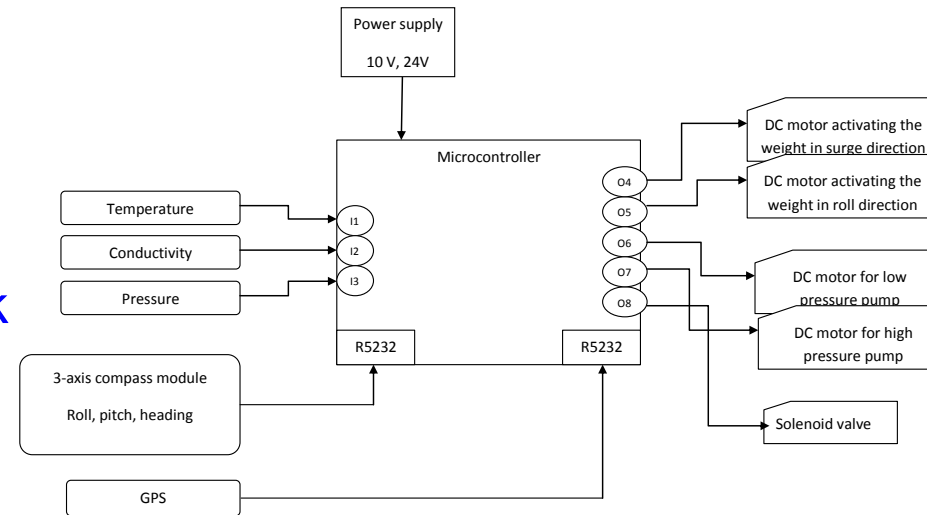 Power supply
10 V, 24V
Microcontroller
Temperature
Conductivity
Pressure
I1
I2
I3
O4
O5
O6
O7
O8
DC motor activating the
weight in surge direction
DC motor activating the
weight in roll direction
DC motor for low
pressure pump
DC motor for high
pressure pump
Solenoid valve
k
R5232
R5232
3-axis compass module
Roll, pitch, heading
GPS